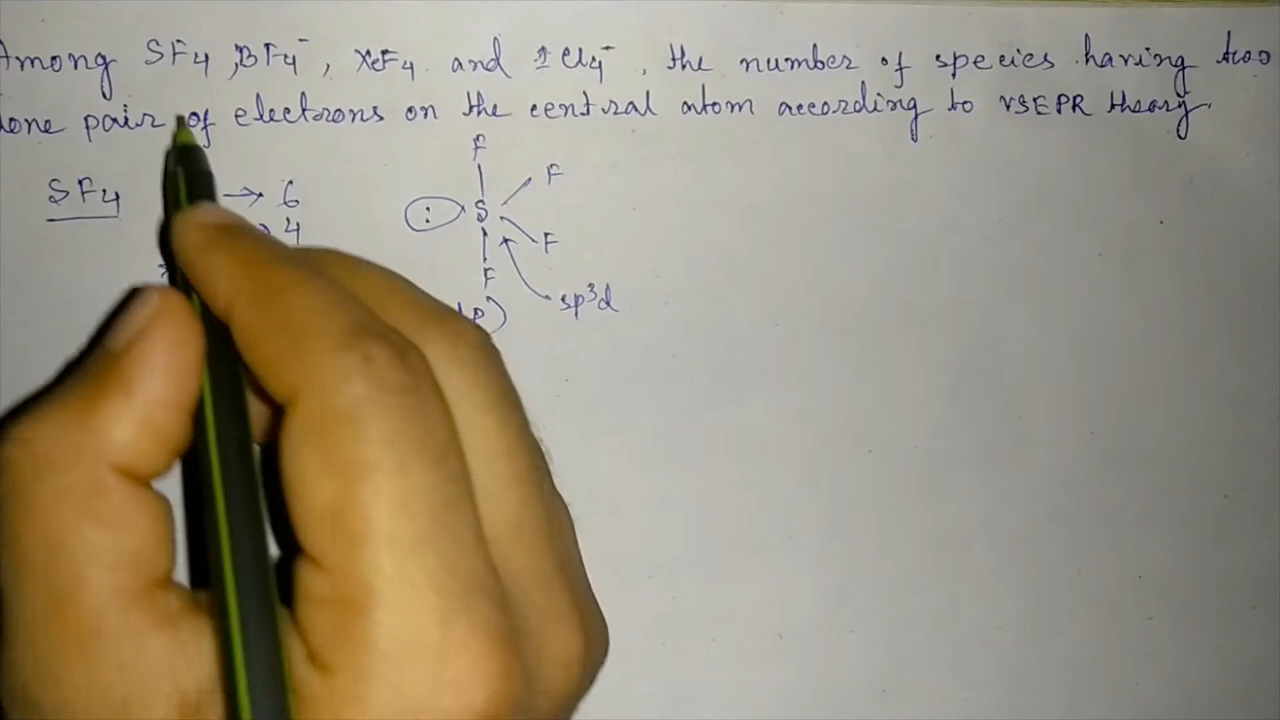 Among SF4, BF4⁻, XeF4 and ICl4⁻, the number of species having two
lone pair of electrons on the central atom according to VSEPR theory.
F
SF4 → 6 : S F
4 F
F
sp³d